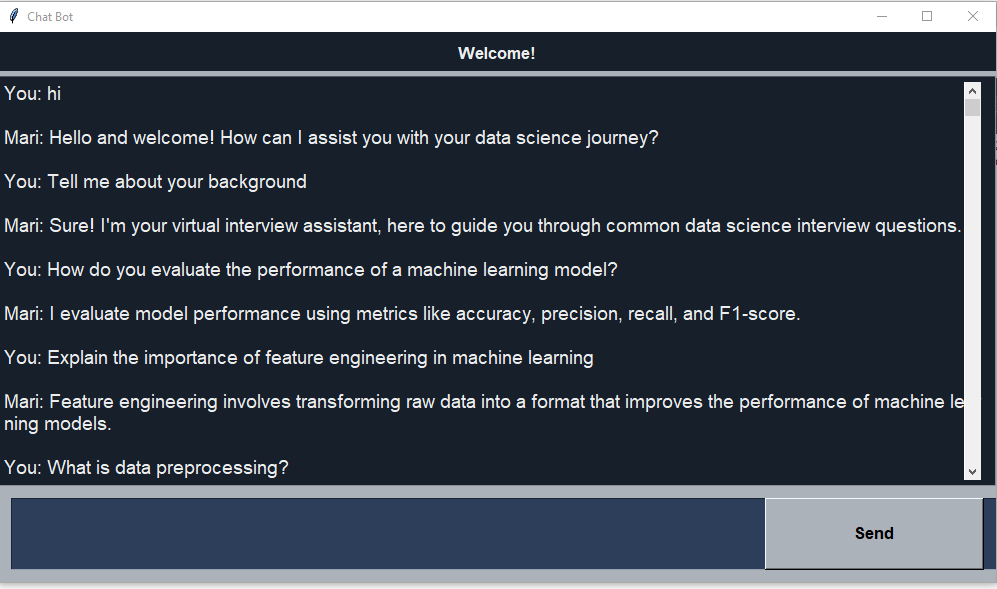 Chat Bot
Welcome!
You: hi
Mari: Hello and welcome! How can I assist you with your data science journey?
You: Tell me about your background
Mari: Sure! I'm your virtual interview assistant, here to guide you through common data science interview questions.
You: How do you evaluate the performance of a machine learning model?
Mari: I evaluate model performance using metrics like accuracy, precision, recall, and F1-score.
You: Explain the importance of feature engineering in machine learning
Mari: Feature engineering involves transforming raw data into a format that improves the performance of machine le
ning models.
You: What is data preprocessing?
Send